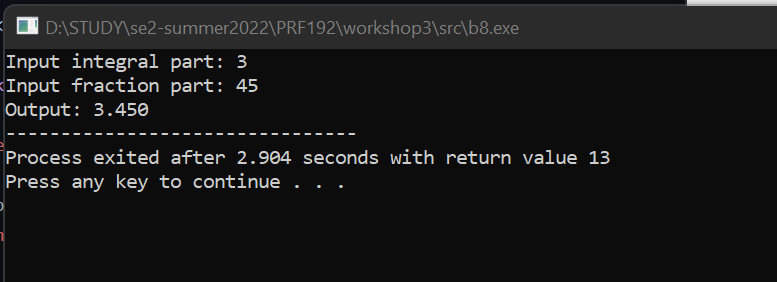 D:\STUDY\se2-summer2022\PRF192\workshop3\src\b8.exe
Input integral part: 3
Input fraction part: 45
Output: 3.450
--------------------------------
Process exited after 2.904 seconds with return value 13
Press any key to continue . . .